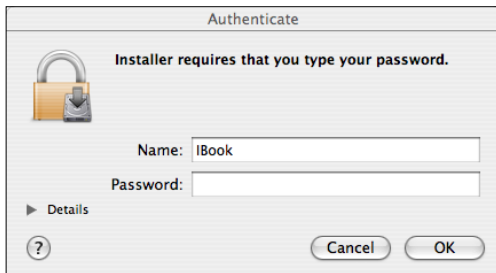 Authenticate
Installer requires that you type your password.
Name: IBook
Password:
Details
? Cancel OK